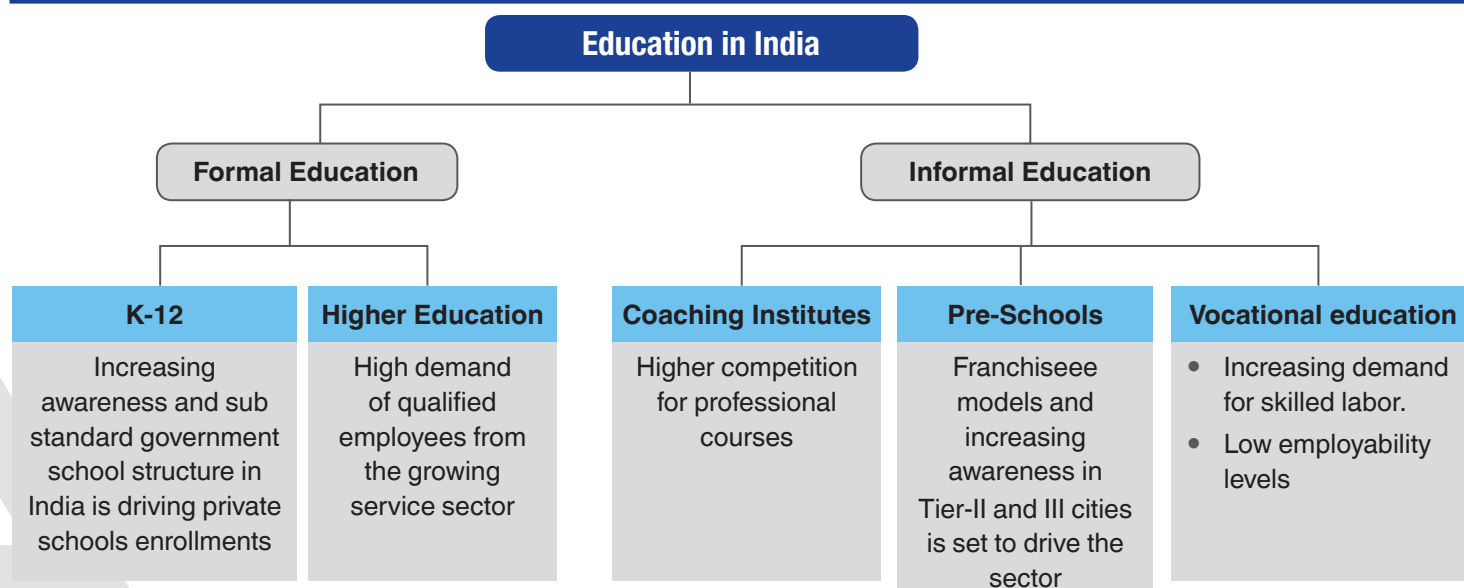 Education in India
Formal Education
Informal Education
K-12
Increasing
awareness and sub
standard government
school structure in
India is driving private
schools enrollments
Higher Education
High demand
of qualified
employees from
the growing
service sector
Coaching Institutes
Higher competition
for professional
courses
Pre-Schools
Franchiseee
models and
increasing
awareness in
Tier-II and III cities
is set to drive the
sector
Vocational education
• Increasing demand
for skilled labor.
• Low employability
levels